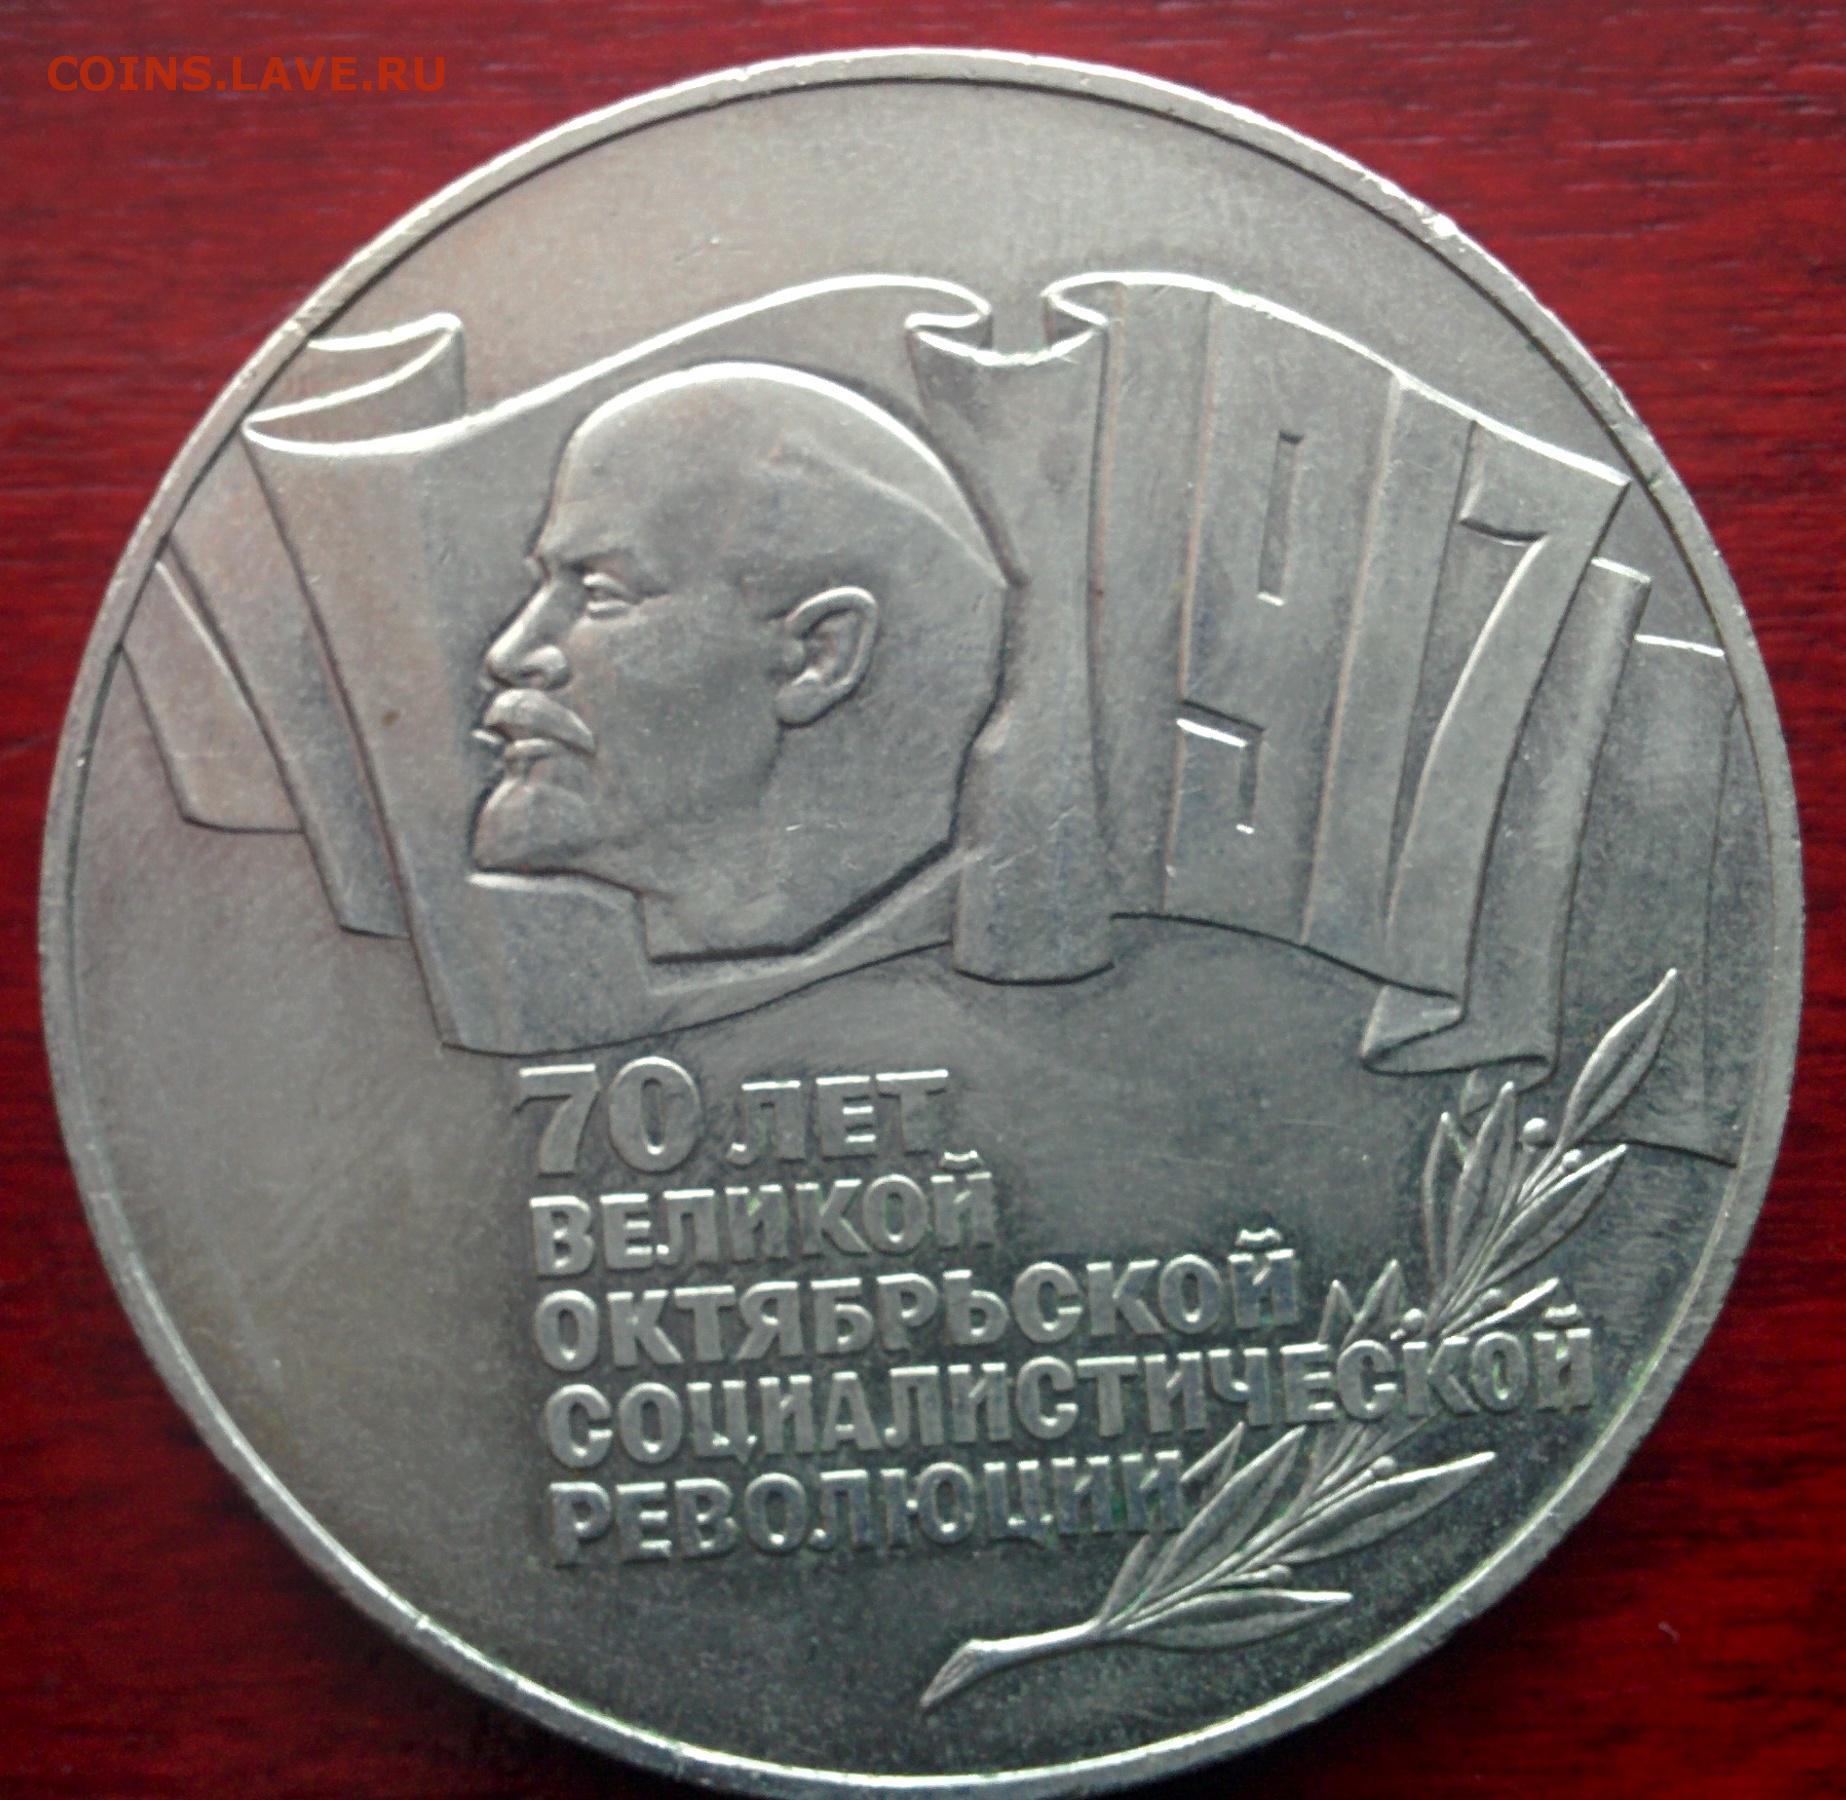 COINS.LAVE.RU
1917
70 ЛЕТ
ВЕЛИКОЙ
ОКТЯБРЬСКОЙ
СОЦИАЛИСТИЧЕСКОЙ
РЕВОЛЮЦИИ